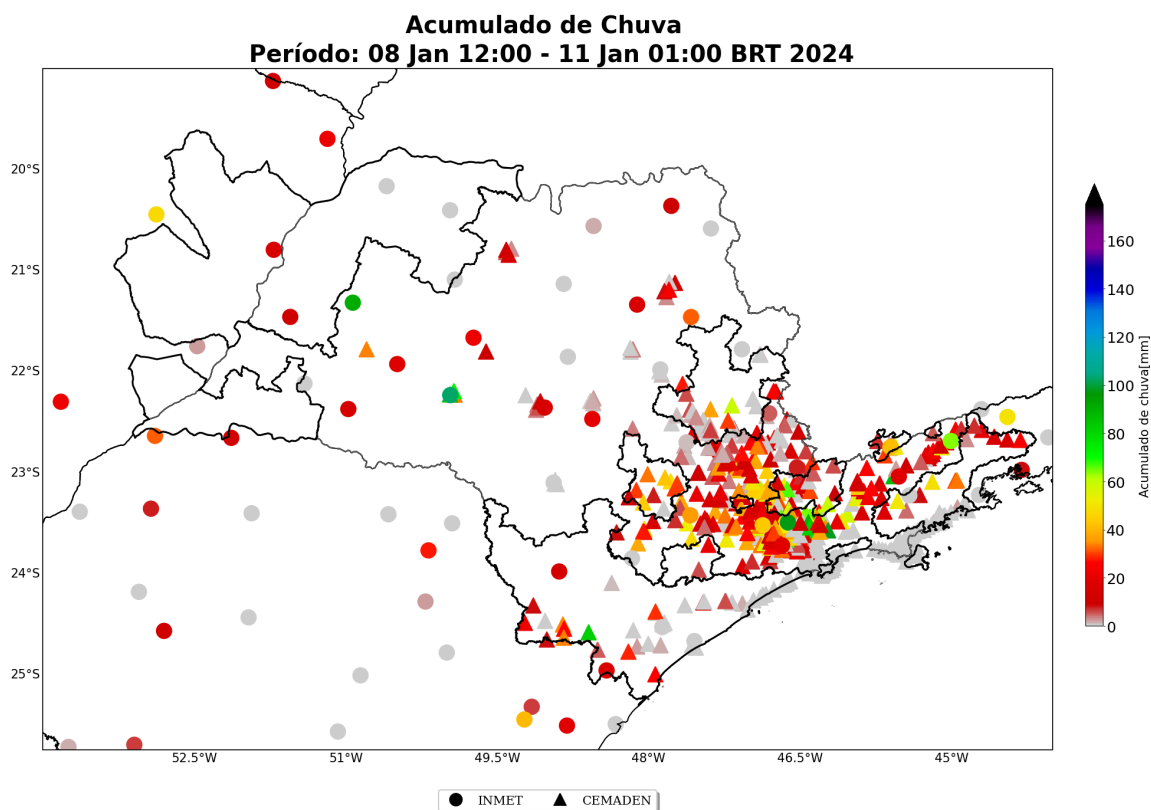 Acumulado de Chuva
Período: 08 Jan 12:00 - 11 Jan 01:00 BRT 2024
20°S
21°S
22°S
23°S
24°S
25°S
52.5°W 51°W 49.5°W 48°W 46.5°W 45°W
160
140
120
100
80
60
40
20
0
Acumulado de chuva[mm]
INMET CEMADEN